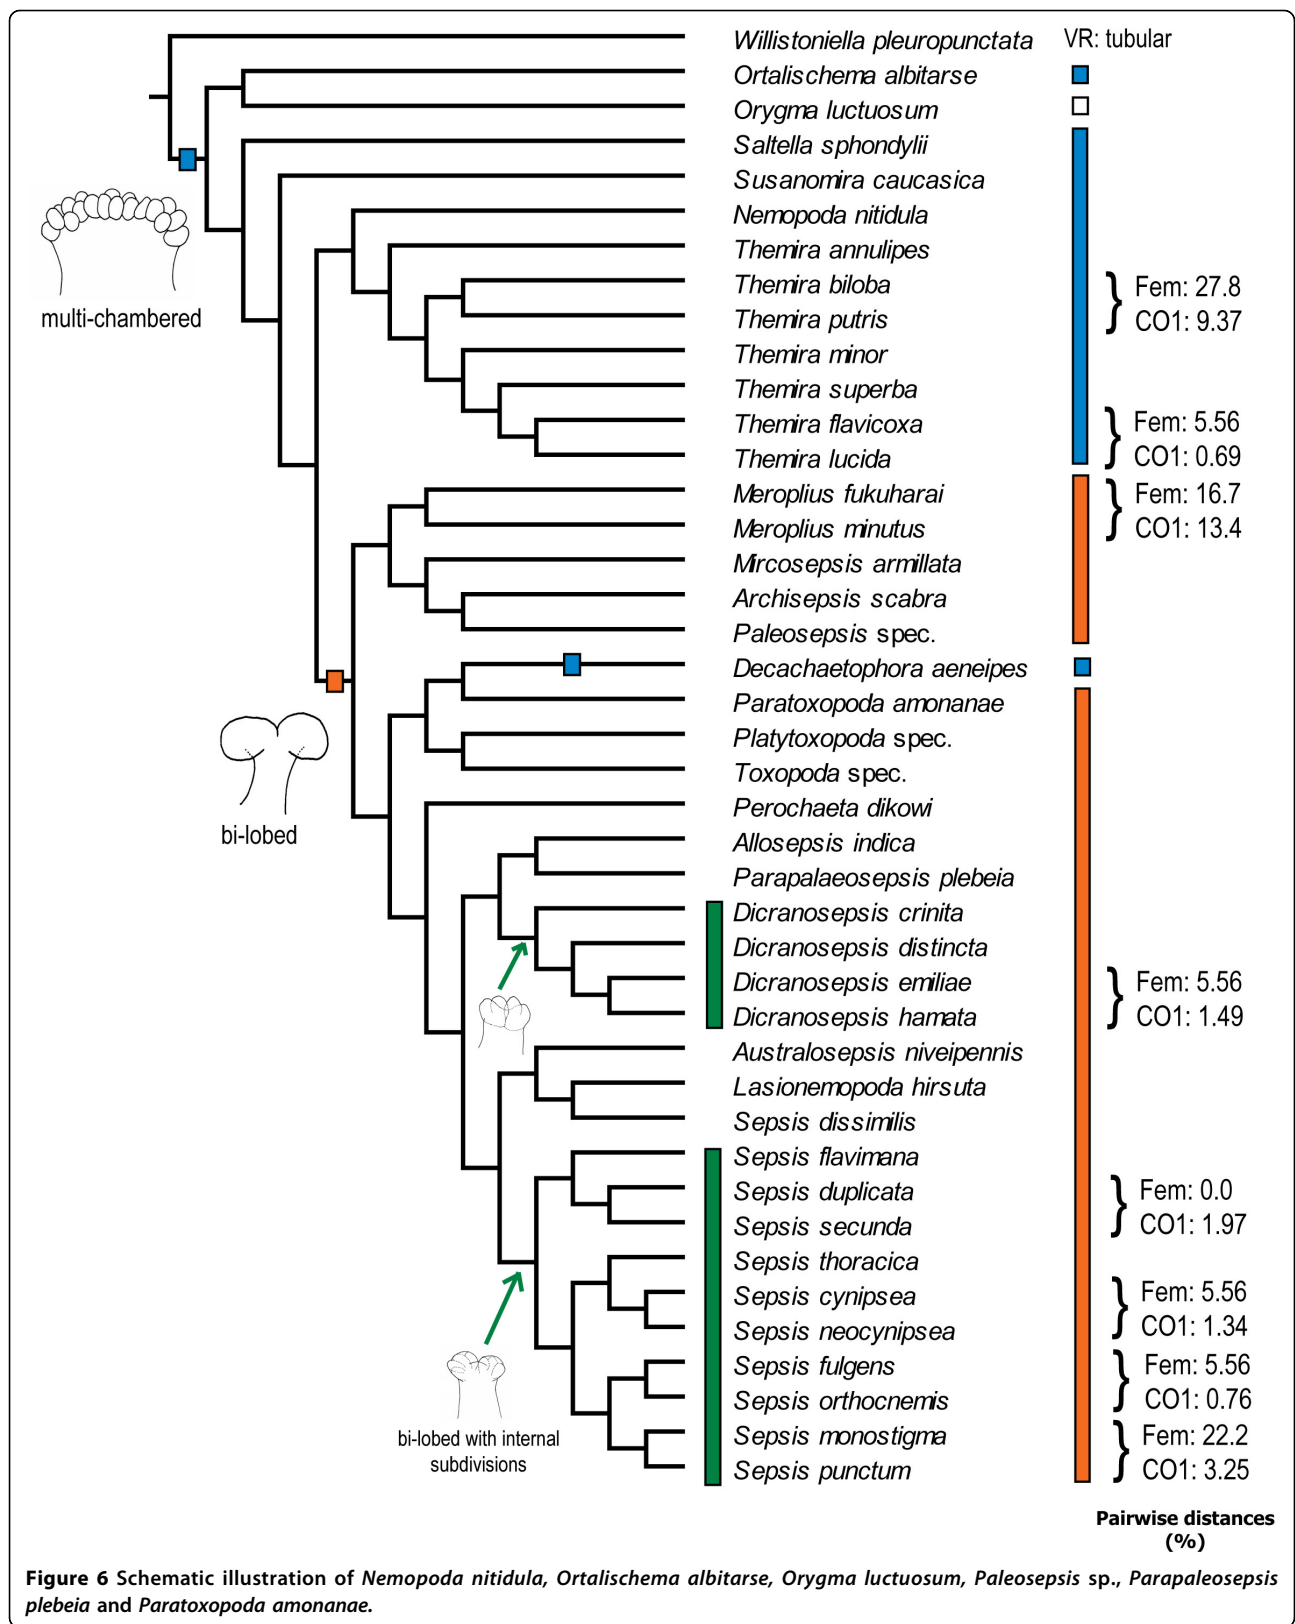 Willistoniella pleuropunctata VR: tubular
Ortalischema albitarse
Orygma luctuosum
Saltella sphondylii
Susanomira caucasica
Nemopoda nitidula
Themira annulipes
Themira biloba Fem: 27.8
Themira putris CO1: 9.37
multi-chambered
Themira minor
Themira superba
Themira flavicoxa Fem: 5.56
Themira lucida CO1: 0.69
Meroplius fukuharai Fem: 16.7
Meroplius minutus CO1: 13.4
Mircosepsis armillata
Archisepsis scabra
Paleosepsis spec.
Decachaetophora aeneipes
Paratoxopoda amonanae
Platytoxopoda spec.
Toxopoda spec.
Perochaeta dikowi
bi-lobed
Allosepsis indica
Parapalaeosepsis plebeia
Dicranosepsis crinita
Dicranosepsis distincta
Dicranosepsis emiliae Fem: 5.56
Dicranosepsis hamata CO1: 1.49
Australosepsis niveipennis
Lasionemopoda hirsuta
Sepsis dissimilis
Sepsis flavimana
Sepsis duplicata Fem: 0.0
Sepsis secunda CO1: 1.97
Sepsis thoracica
Sepsis cynipsea Fem: 5.56
Sepsis neocynipsea CO1: 1.34
Sepsis fulgens Fem: 5.56
Sepsis orthocnemis CO1: 0.76
Sepsis monostigma Fem: 22.2
Sepsis punctum CO1: 3.25
bi-lobed with internal
subdivisions
Pairwise distances
(%)
Figure 6 Schematic illustration of Nemopoda nitidula, Ortalischema albitarse, Orygma luctuosum, Paleosepsis sp., Parapaleosepsis
plebeia and Paratoxopoda amonanae.